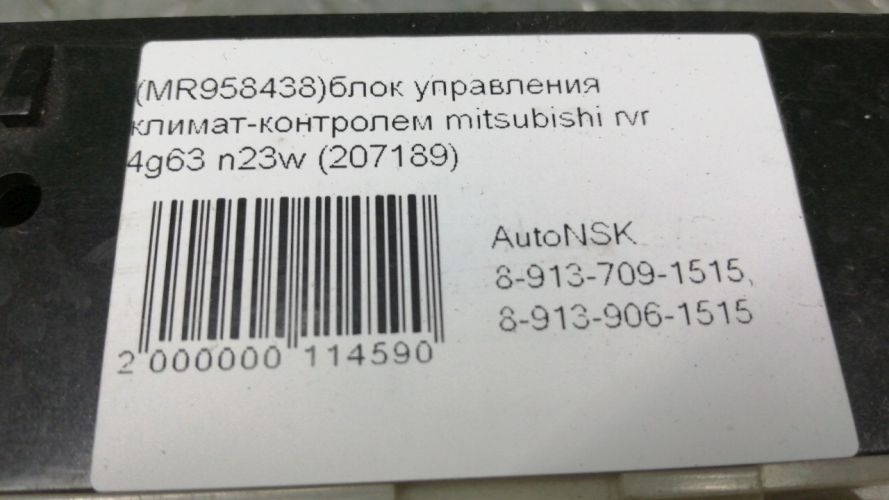 (MR958438)блок управления
климат-контролем mitsubishi rvr
4g63 n23w (207189)
AutoNSK
8-913-709-1515,
8-913-906-1515
2 000000 114590